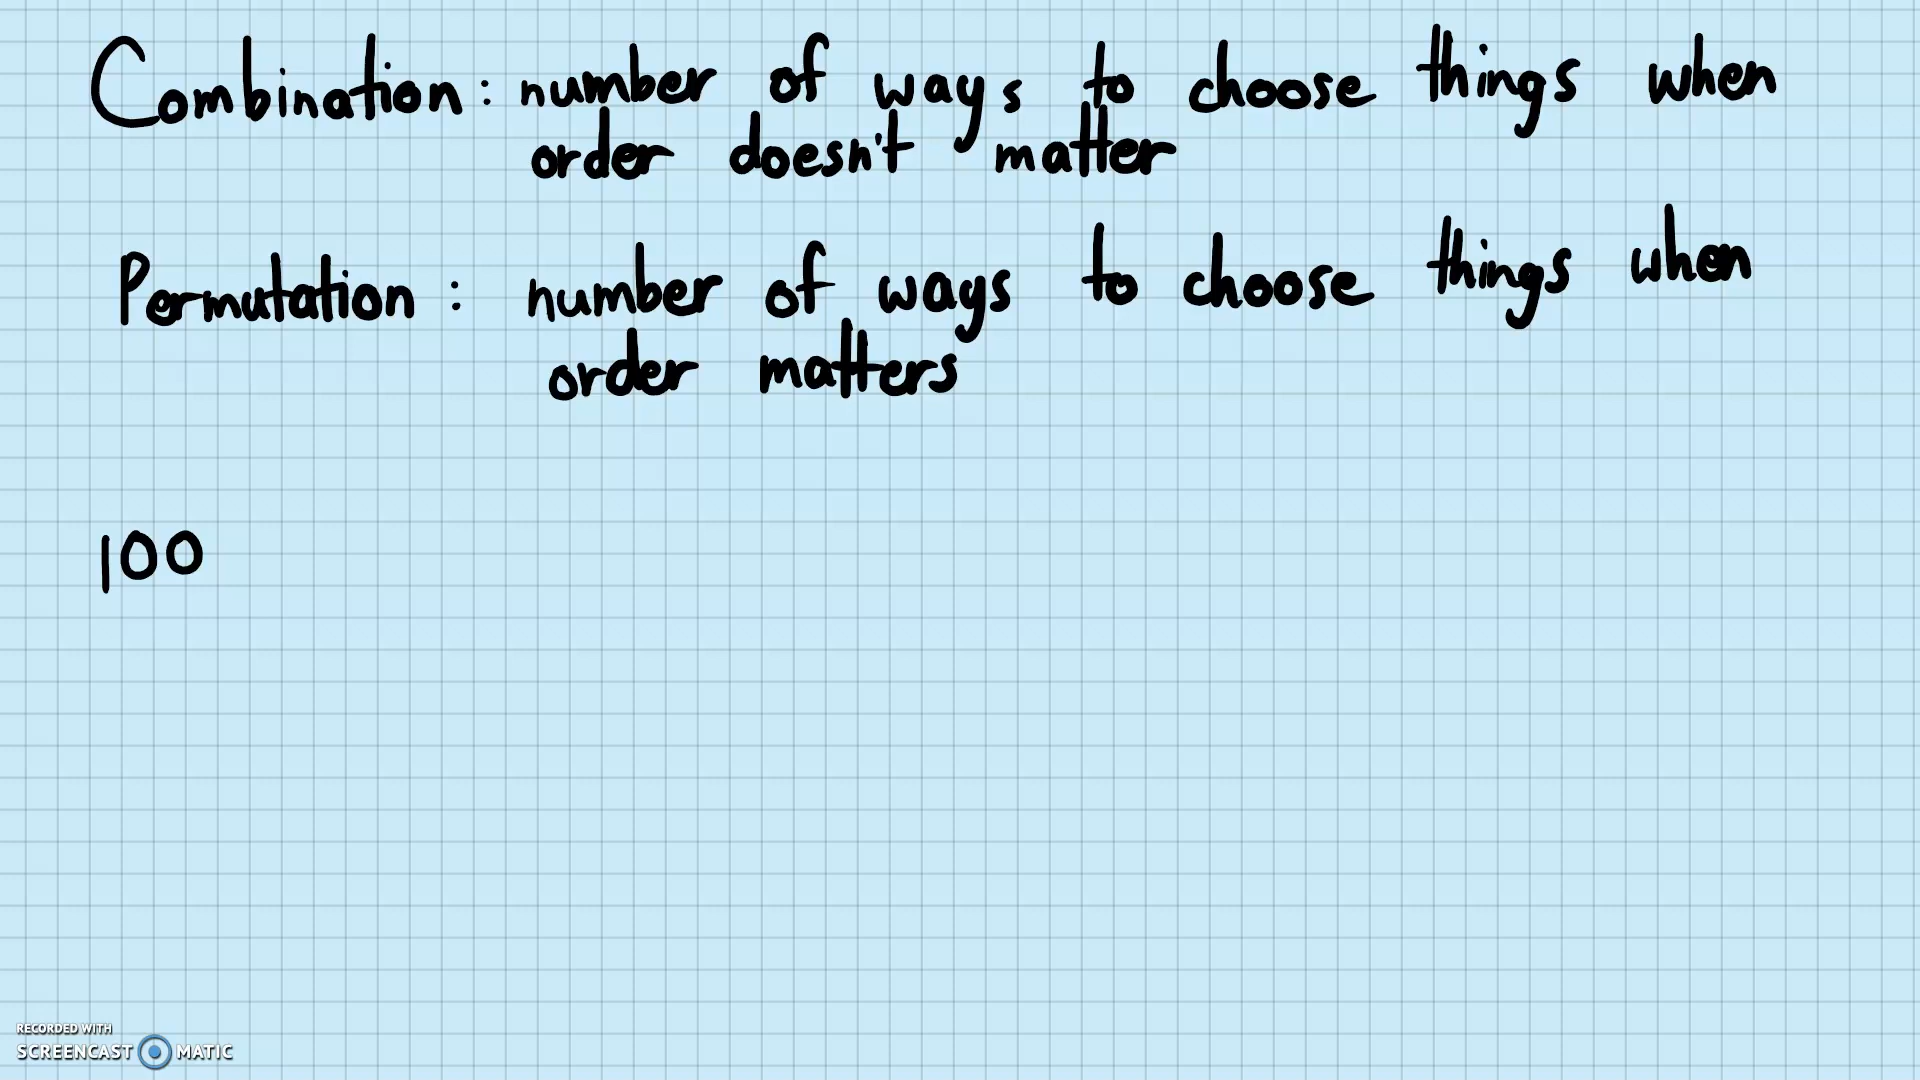 Combination: number of ways to choose things when
order doesn't matter
Permutation: number of ways to choose things when
order matters
100
RECORDED WITH
SCREENCAST MATIC